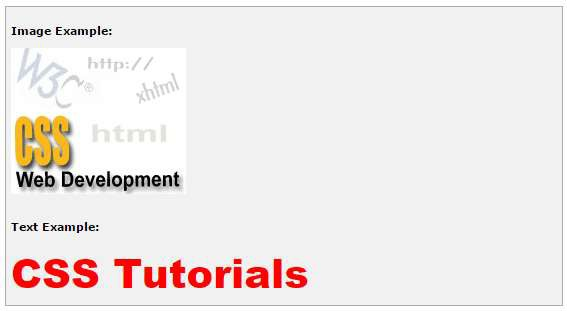 Image Example:
W3C®
http://
xhtml
html
CSS
Web Development
Text Example:
CSS Tutorials